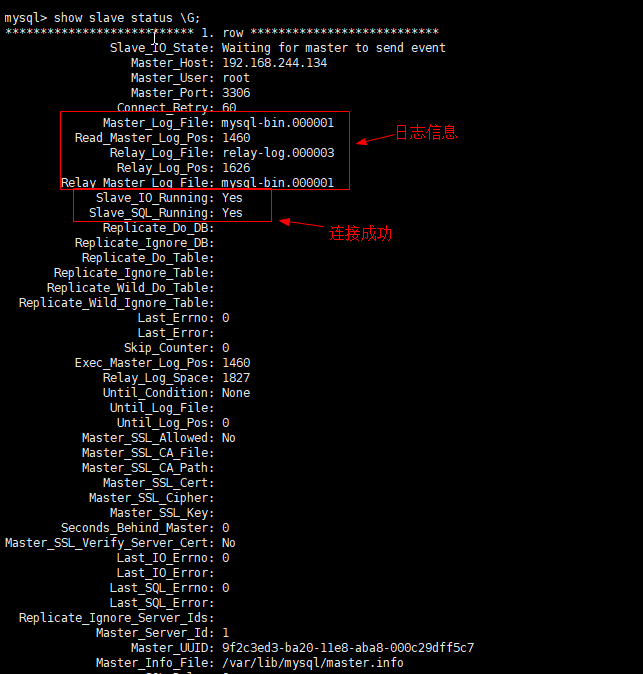 mysql> show slave status \G;
*************************** 1. row ***************************
Slave_IO_State: Waiting for master to send event
Master_Host: 192.168.244.134
Master_User: root
Master_Port: 3306
Connect_Retry: 60
Master_Log_File: mysql-bin.000001
Read_Master_Log_Pos: 1460
日志信息
Relay_Log_File: relay-log.000003
Relay_Log_Pos: 1626
Relay_Master_Log_File: mysql-bin.000001
Slave_IO_Running: Yes
Slave_SQL_Running: Yes
Replicate_Do_DB:
连接成功
Replicate_Ignore_DB:
Replicate_Do_Table:
Replicate_Ignore_Table:
Replicate_Wild_Do_Table:
Replicate_Wild_Ignore_Table:
Last_Errno: 0
Last_Error:
Skip_Counter: 0
Exec_Master_Log_Pos: 1460
Relay_Log_Space: 1827
Until_Condition: None
Until_Log_File:
Until_Log_Pos: 0
Master_SSL_Allowed: No
Master_SSL_CA_File:
Master_SSL_CA_Path:
Master_SSL_Cert:
Master_SSL_Cipher:
Master_SSL_Key:
Seconds_Behind_Master: 0
Master_SSL_Verify_Server_Cert: No
Last_IO_Errno: 0
Last_IO_Error:
Last_SQL_Errno: 0
Last_SQL_Error:
Replicate_Ignore_Server_Ids:
Master_Server_Id: 1
Master_UUID: 9f2c3ed3-ba20-11e8-aba8-000c29dff5c7
Master_Info_File: /var/lib/mysql/master.info